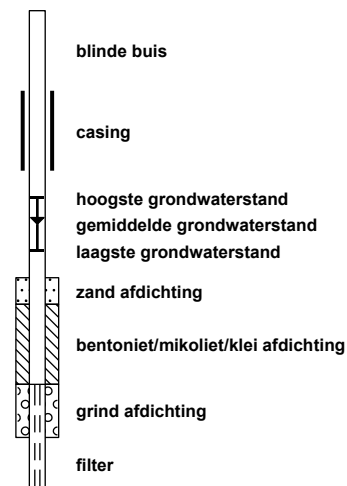 blinde buis
casing
hoogste grondwaterstand
gemiddelde grondwaterstand
laagste grondwaterstand
zand afdichting
bentoniet/mikoliet/klei afdichting
grind afdichting
filter